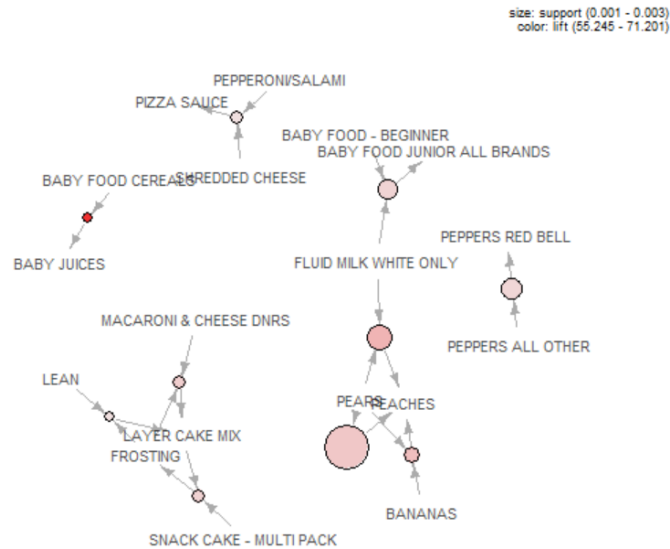 size: support (0.001 - 0.003)
color: lift (55.245 - 71.201)
PEPPERONI/SALAMI
PIZZA SAUCE
BABY FOOD - BEGINNER
BABY FOOD JUNIOR ALL BRANDS
SHREDDED CHEESE
BABY FOOD CEREALS
PEPPERS RED BELL
BABY JUICES
FLUID MILK WHITE ONLY
MACARONI & CHEESE DNRS
PEPPERS ALL OTHER
LEAN
PEARS
PEACHES
LAYER CAKE MIX
FROSTING
BANANAS
SNACK CAKE - MULTI PACK